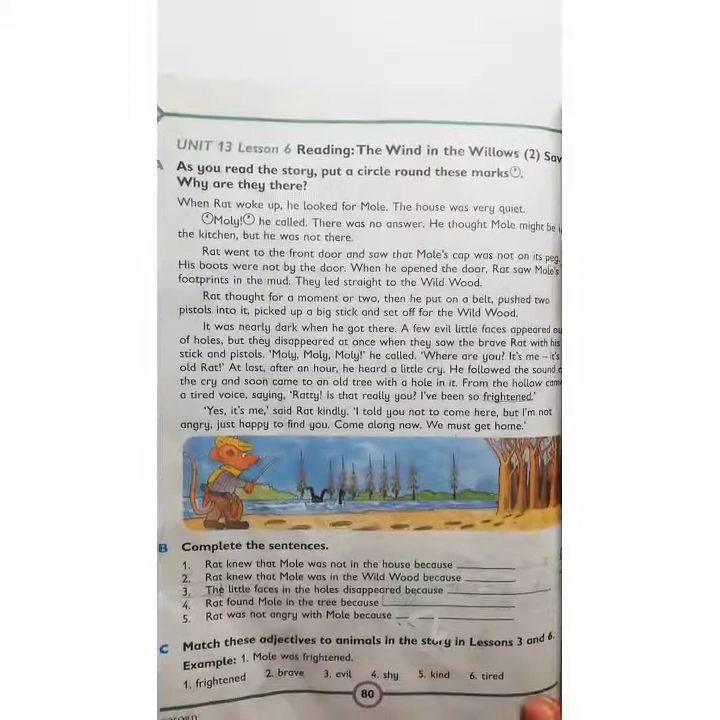 UNIT 13 Lesson 6 Reading: The Wind in the Willows (2) Sav
A As you read the story, put a circle round these marks ' .
Why are they there?
When Rat woke up, he looked for Mole. The house was very quiet.
'Moly!' he called. There was no answer. He thought Mole might be i
the kitchen, but he was not there.
Rat went to the front door and saw that Mole's cap was not on its peg.
His boots were not by the door. When he opened the door, Rat saw Mole's
footprints in the mud. They led straight to the Wild Wood.
Rat thought for a moment or two, then he put on a belt, pushed two
pistols into it, picked up a big stick and set off for the Wild Wood.
It was nearly dark when he got there. A few evil little faces appeared ou
of holes, but they disappeared at once when they saw the brave Rat with his
stick and pistols. 'Moly, Moly, Moly!' he called. 'Where are you? It's me – it's
old Rat!' At last, after an hour, he heard a little cry. He followed the sound o
the cry and soon came to an old tree with a hole in it. From the hollow came
a tired voice, saying, 'Ratty! Is that really you? I've been so frightened.'
'Yes, it's me,' said Rat kindly. 'I told you not to come here, but I'm not
angry, just happy to find you. Come along now. We must get home.'
B Complete the sentences.
1. Rat knew that Mole was not in the house because ________
2. Rat knew that Mole was in the Wild Wood because ________
3. The little faces in the holes disappeared because ________
4. Rat found Mole in the tree because ________
5. Rat was not angry with Mole because ________
C Match these adjectives to animals in the story in Lessons 3 and 6.
Example: 1. Mole was frightened.
1. frightened 2. brave 3. evil 4. shy 5. kind 6. tired
80